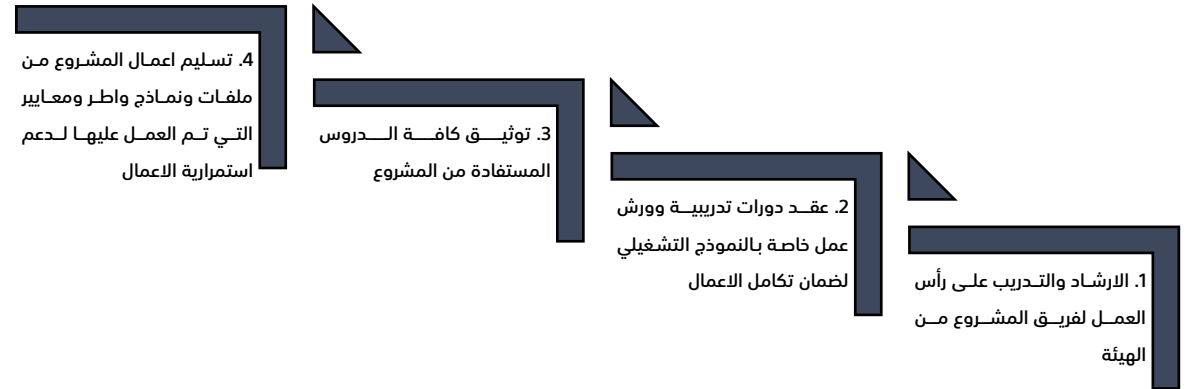 1. الارشاد والتدريب على رأس
العمل لفريق المشروع من
الهيئة
2. عقد دورات تدريبية وورش
عمل خاصة بالنموذج التشغيلي
لضمان تكامل الاعمال
3. توثيق كافة الدروس
المستفادة من المشروع
4. تسليم اعمال المشروع من
ملفات ونماذج واطر ومعايير
التي تم العمل عليها لدعم
استمرارية الاعمال